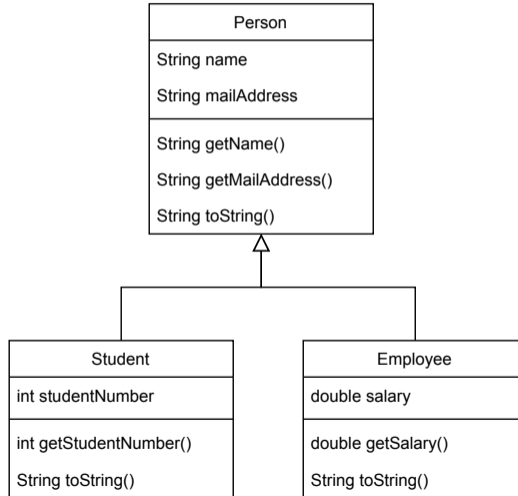 Person
String name
String mailAddress
String getName()
String getMailAddress()
String toString()
Student
int studentNumber
int getStudentNumber()
String toString()
Employee
double salary
double getSalary()
String toString()